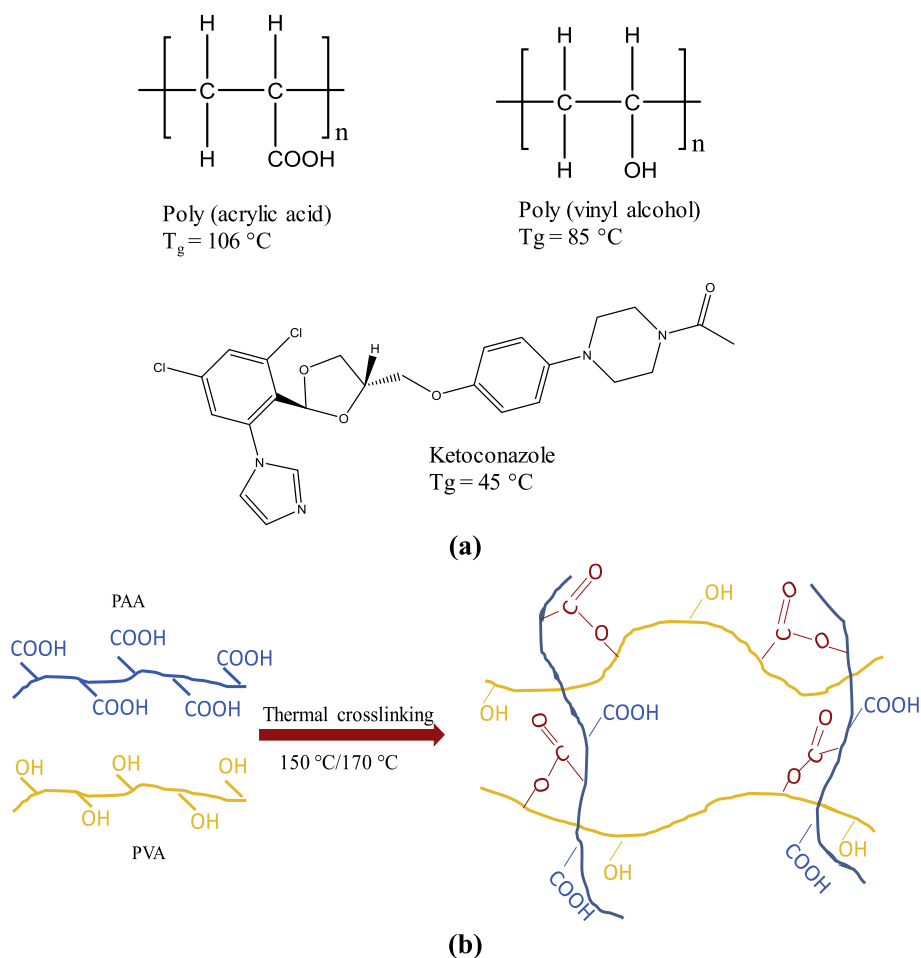 H H
C C
n
H COOH
Poly (acrylic acid)
Tg = 106 °C
H H
C C
n
H OH
Poly (vinyl alcohol)
Tg = 85 °C
Cl Cl
O O H
O
N N
O
N N
Ketoconazole
Tg = 45 °C
(a)
PAA
COOH COOH COOH
COOH COOH
OH OH OH
OH OH
PVA
Thermal crosslinking
150 °C/170 °C
O C O OH O C O
OH COOH COOH
O C O O C O
OH OH
COOH COOH
(b)